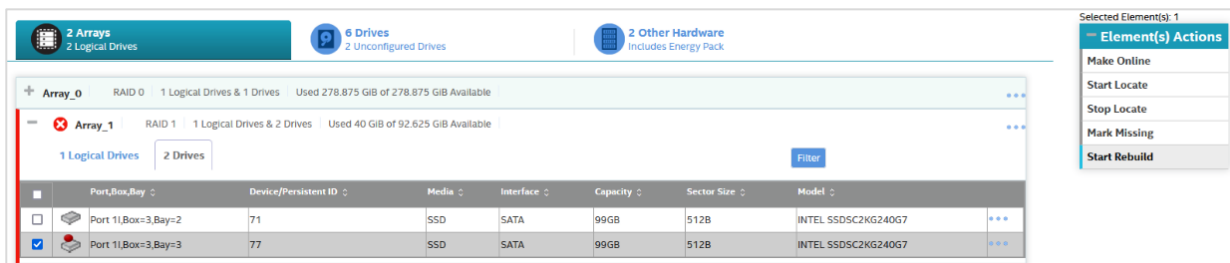 Selected Element(s): 1
2 Arrays
2 Logical Drives
6 Drives
2 Unconfigured Drives
2 Other Hardware
Includes Energy Pack
Element(s) Actions
Make Online
Start Locate
Stop Locate
Mark Missing
Start Rebuild
Array_0 RAID 0 1 Logical Drives & 1 Drives Used 278.875 GiB of 278.875 GiB Available
Array_1 RAID 1 1 Logical Drives & 2 Drives Used 40 GiB of 92.625 GiB Available
1 Logical Drives 2 Drives Filter
Port,Box,Bay Device/Persistent ID Media Interface Capacity Sector Size Model
Port 1I,Box=3,Bay=2 71 SSD SATA 99GB 512B INTEL SSDSC2KG240G7
Port 1I,Box=3,Bay=3 77 SSD SATA 99GB 512B INTEL SSDSC2KG240G7